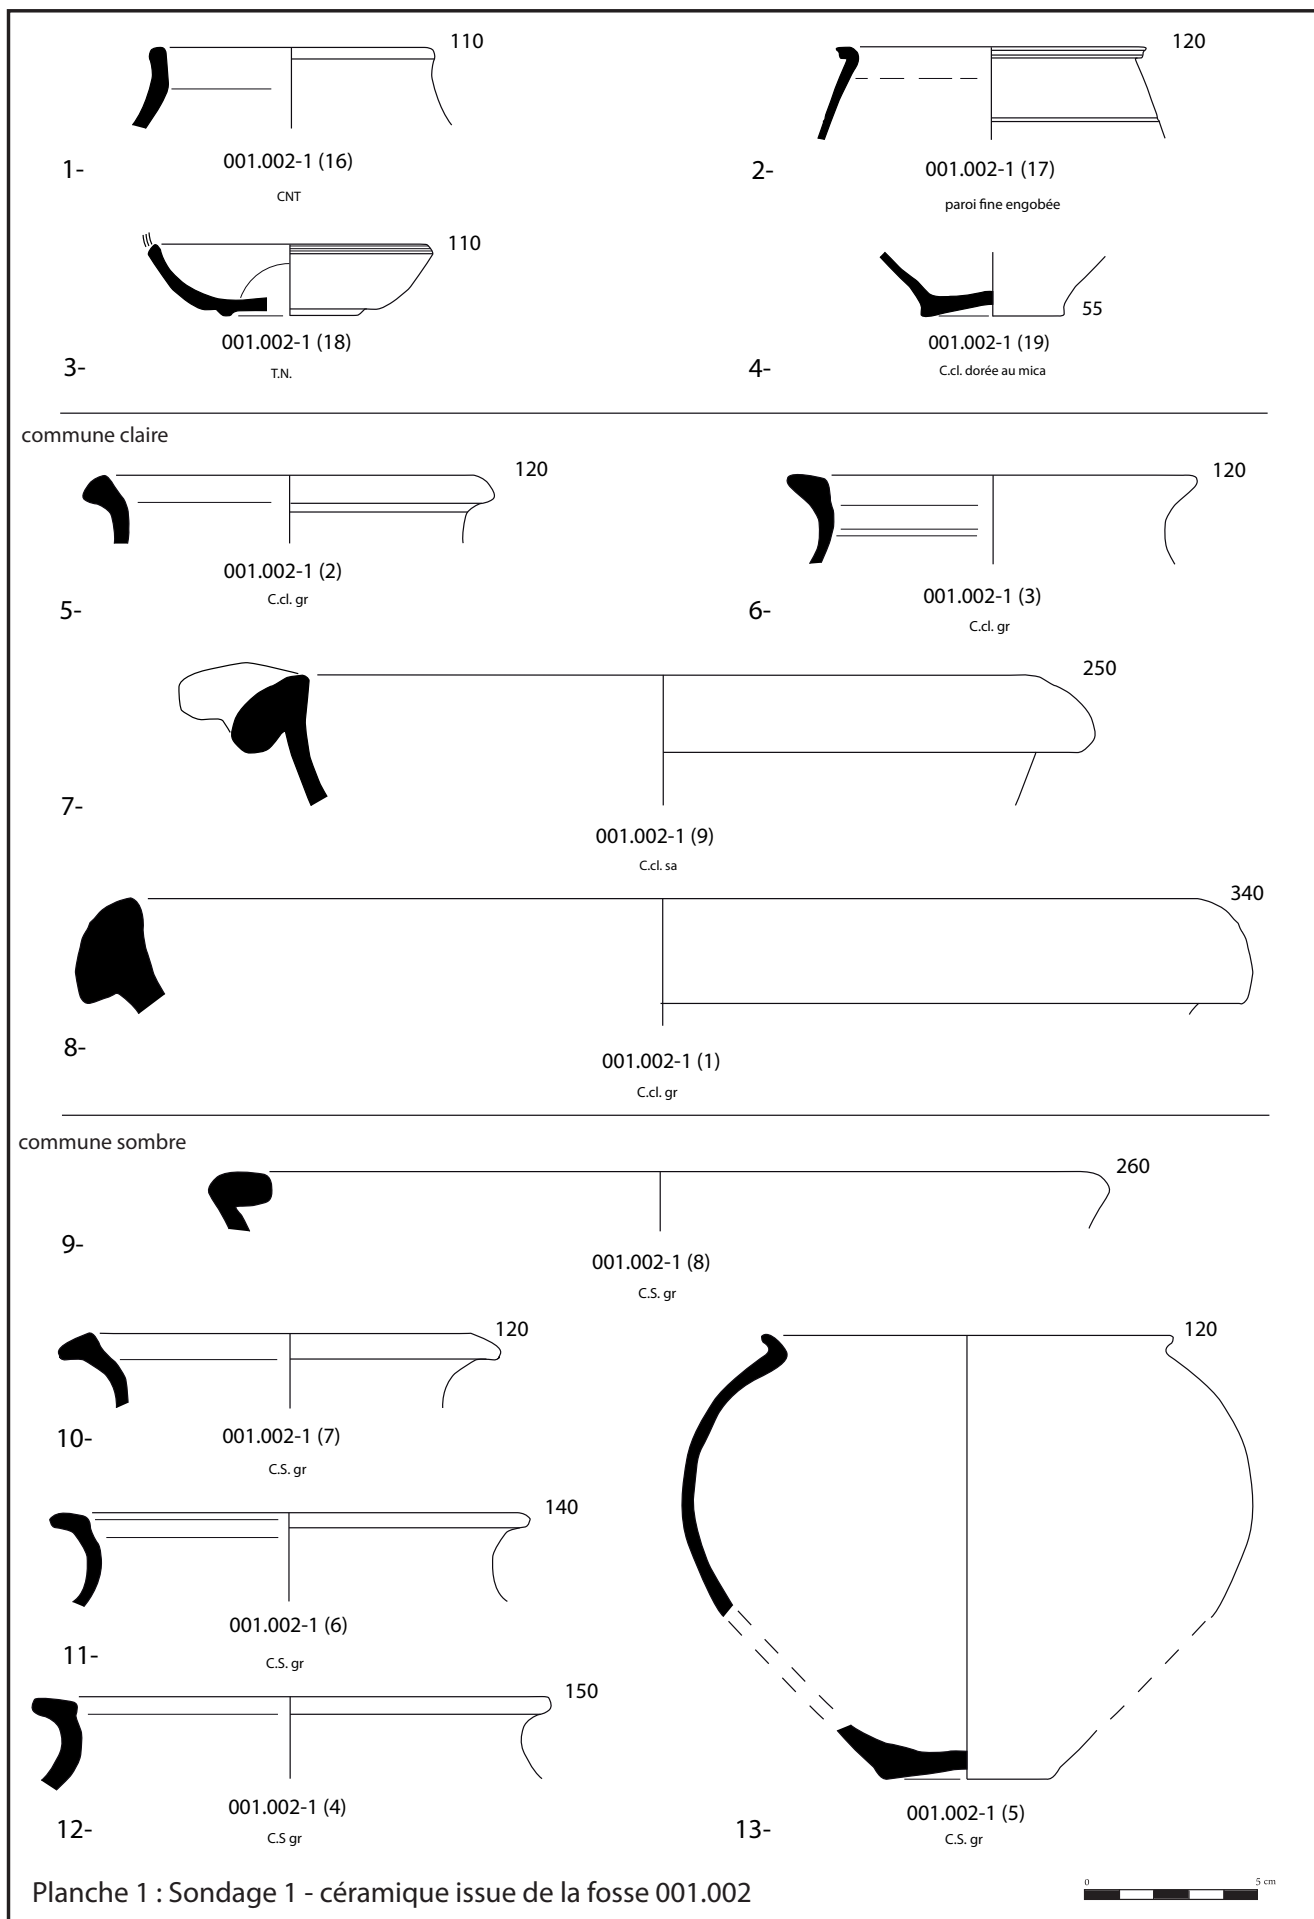 110
001.002-1 (16)
1-
CNT
120
001.002-1 (17)
2-
paroi fine engobée
110
001.002-1 (18)
3-
T.N.
55
001.002-1 (19)
4-
C.cl. dorée au mica
commune claire
120
001.002-1 (2)
C.cl. gr
5-
120
001.002-1 (3)
6-
C.cl. gr
250
7-
001.002-1 (9)
C.cl. sa
340
8-
001.002-1 (1)
C.cl. gr
commune sombre
260
9-
001.002-1 (8)
C.S. gr
120
10-
001.002-1 (7)
C.S. gr
140
001.002-1 (6)
11-
C.S. gr
150
001.002-1 (4)
12-
C.S gr
120
001.002-1 (5)
13-
C.S. gr
Planche 1 : Sondage 1 - céramique issue de la fosse 001.002
0 5 cm